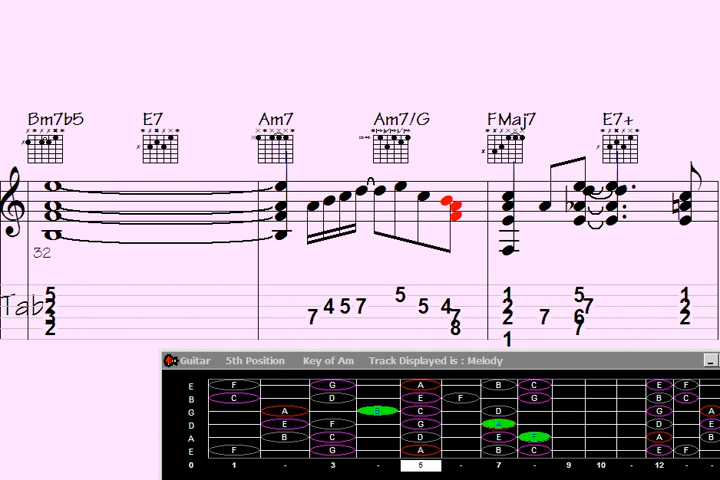 Bm7b5 E7 Am7 Am7/G FMaj7 E7+
32
Tab
5 5 5 1 5 1
2 4 5 7 5 4 2 7 2
3 7 7 2 7 6 2
2 8 1 7
Guitar 5th Position Key of Am Track Displayed is : Melody
E F G A B C E F
B C D E F G B C
G A B C D G A
D E F G A D E
A B C D E F A B
E F G A B C E F
0 1 - 3 - 5 - 7 - 9 10 - 12 - -